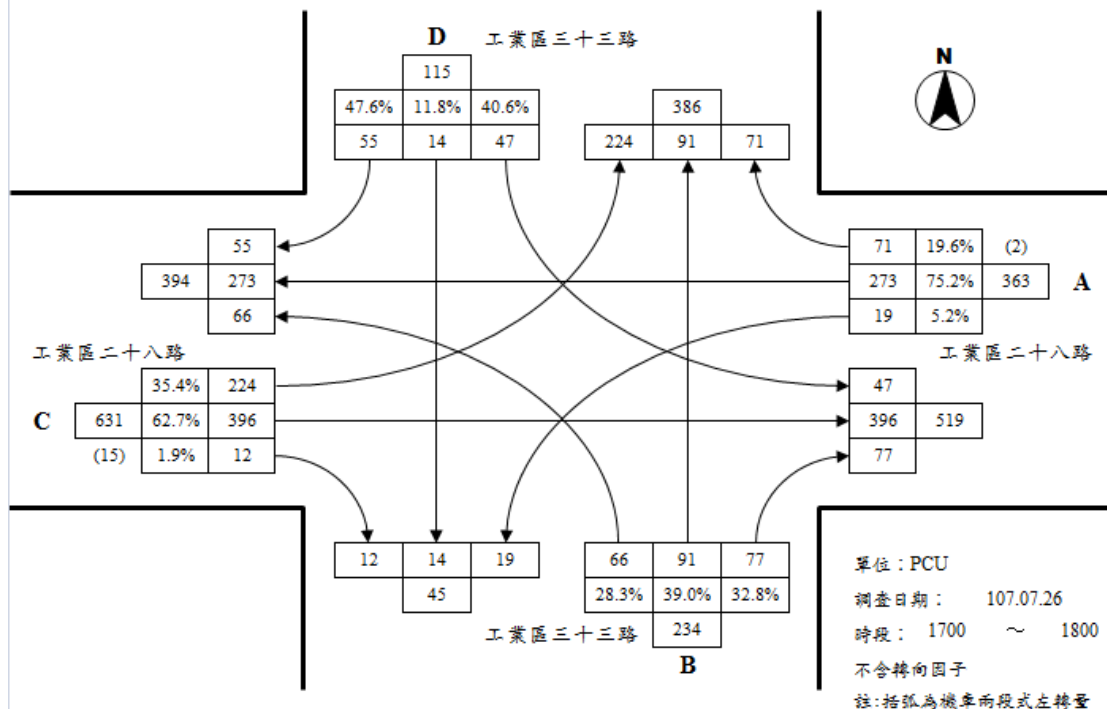 D 工業區三十三路
N
115
47.6% 11.8% 40.6%
55 14 47
386
224 91 71
55
394 273
66
71 19.6% (2)
273 75.2% 363 A
19 5.2%
工業區二十八路
工業區二十八路
35.4% 224
C 631 62.7% 396
(15) 1.9% 12
47
396 519
77
12 14 19
45
66 91 77
28.3% 39.0% 32.8%
234
工業區三十三路
B
單位：PCU
調查日期： 107.07.26
時段： 1700 ～ 1800
不含轉向因子
註:括弧為機車兩段式左轉量